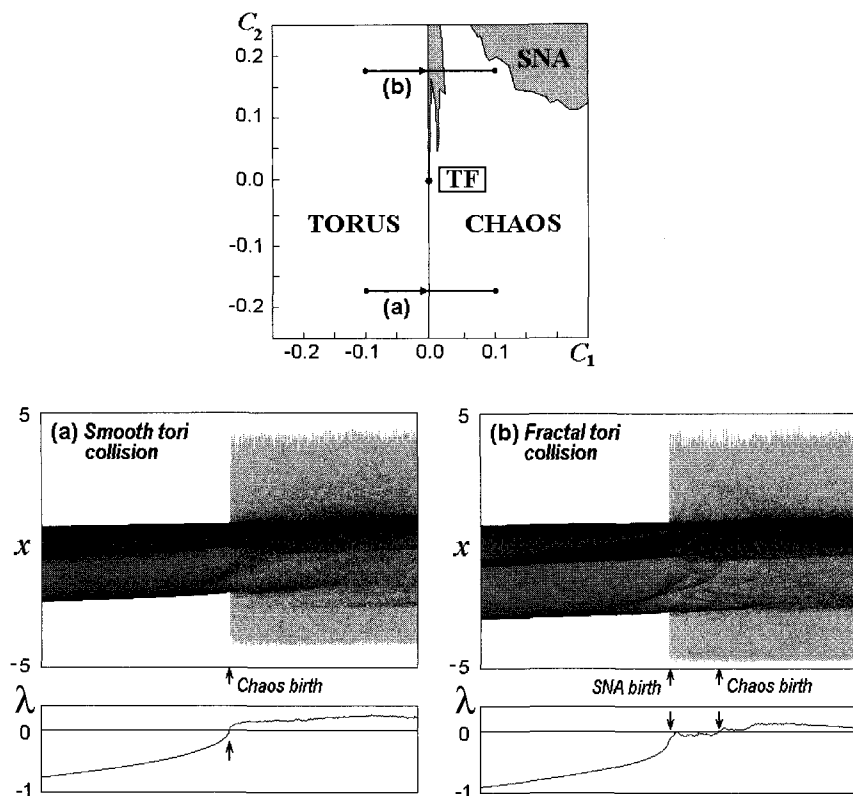 C₂
0.2
SNA
(b)
0.1
0.0
TF
TORUS
CHAOS
-0.1
(a)
-0.2
-0.2
-0.1
0.0
0.1
C₁
5
(a) Smooth tori
collision
x
-5
Chaos birth
λ
0
-1
5
(b) Fractal tori
collision
x
-5
SNA birth
Chaos birth
λ
0
-1